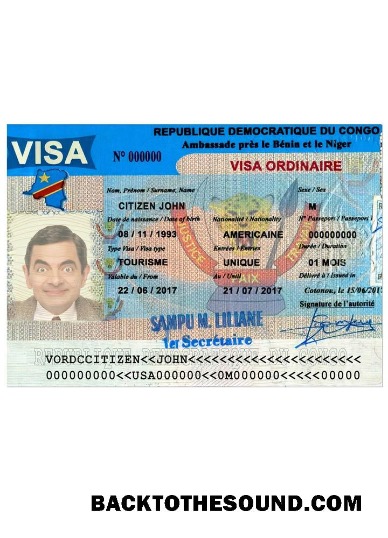 REPUBLIQUE DEMOCRATIQUE DU CONGO
Ambassade près le Bénin et le Niger
VISA
N° 000000
VISA ORDINAIRE
Nom, Prénom / Surname, Name
Sexe / Sex
CITIZEN JOHN
M
Date de naissance / Date of birth
Nationalité / Nationality
N° Passeport / Passport
08 / 11 / 1993
AMERICAINE
000000000
Type Visa / Visa type
Entrées / Entries
Durée / Duration
TOURISME
UNIQUE
01 MOIS
Valable du / From
Au / Until
Délivré à / Issued in
22 / 06 / 2017
21 / 07 / 2017
Cotonou, le 15/06/201
Signature de l'autorité
JUSTICE
PAIX
SAMPU M. LILIANE
1er Secrétaire
VORDCCITIZEN<<JOHN<<<<<<<<<<<<<<<<<<<<<<
000000000<<USA000000<<0M0000<<<<<00000
BACKTOTHESOUND.COM